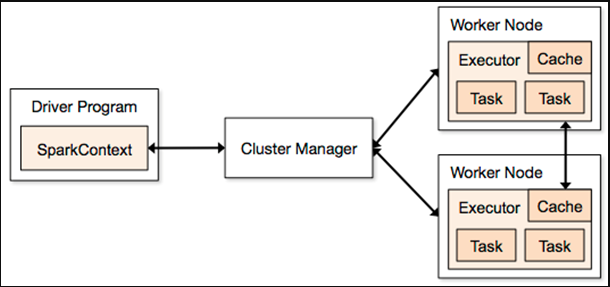 Driver Program
SparkContext
Cluster Manager
Worker Node
Executor
Cache
Task
Task
Worker Node
Executor
Cache
Task
Task